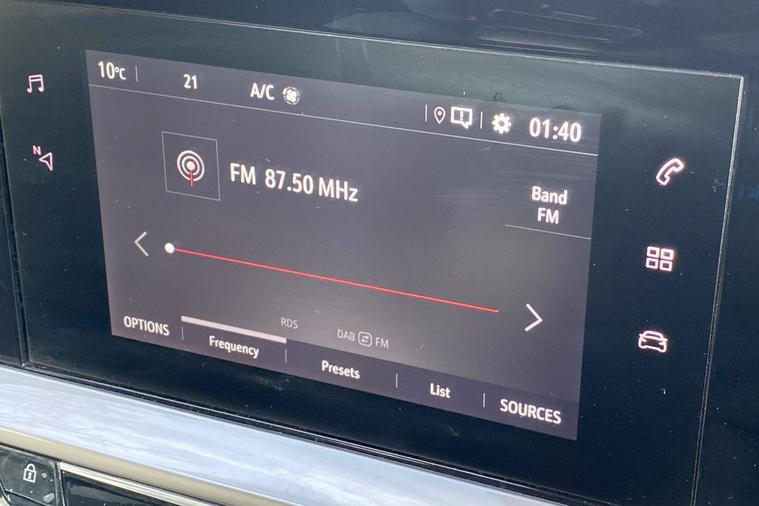 10°C
21
A/C
01:40
N
FM 87.50 MHz
Band
FM
RDS
DAB FM
OPTIONS
Frequency
Presets
List
SOURCES